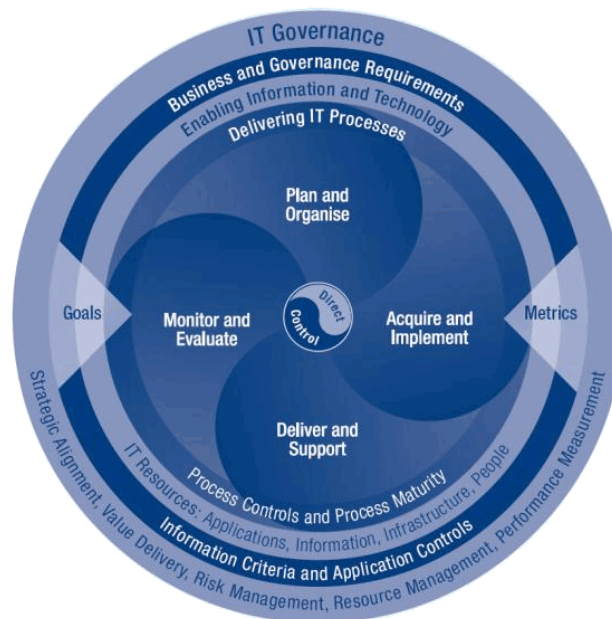 IT Governance
Business and Governance Requirements
Enabling Information and Technology
Delivering IT Processes
Plan and
Organise
Goals
Monitor and
Evaluate
Direct
Control
Acquire and
Implement
Metrics
Deliver and
Support
Process Controls and Process Maturity
IT Resources: Applications, Information, Infrastructure, People
Information Criteria and Application Controls
Strategic Alignment, Value Delivery, Risk Management, Resource Management, Performance Measurement